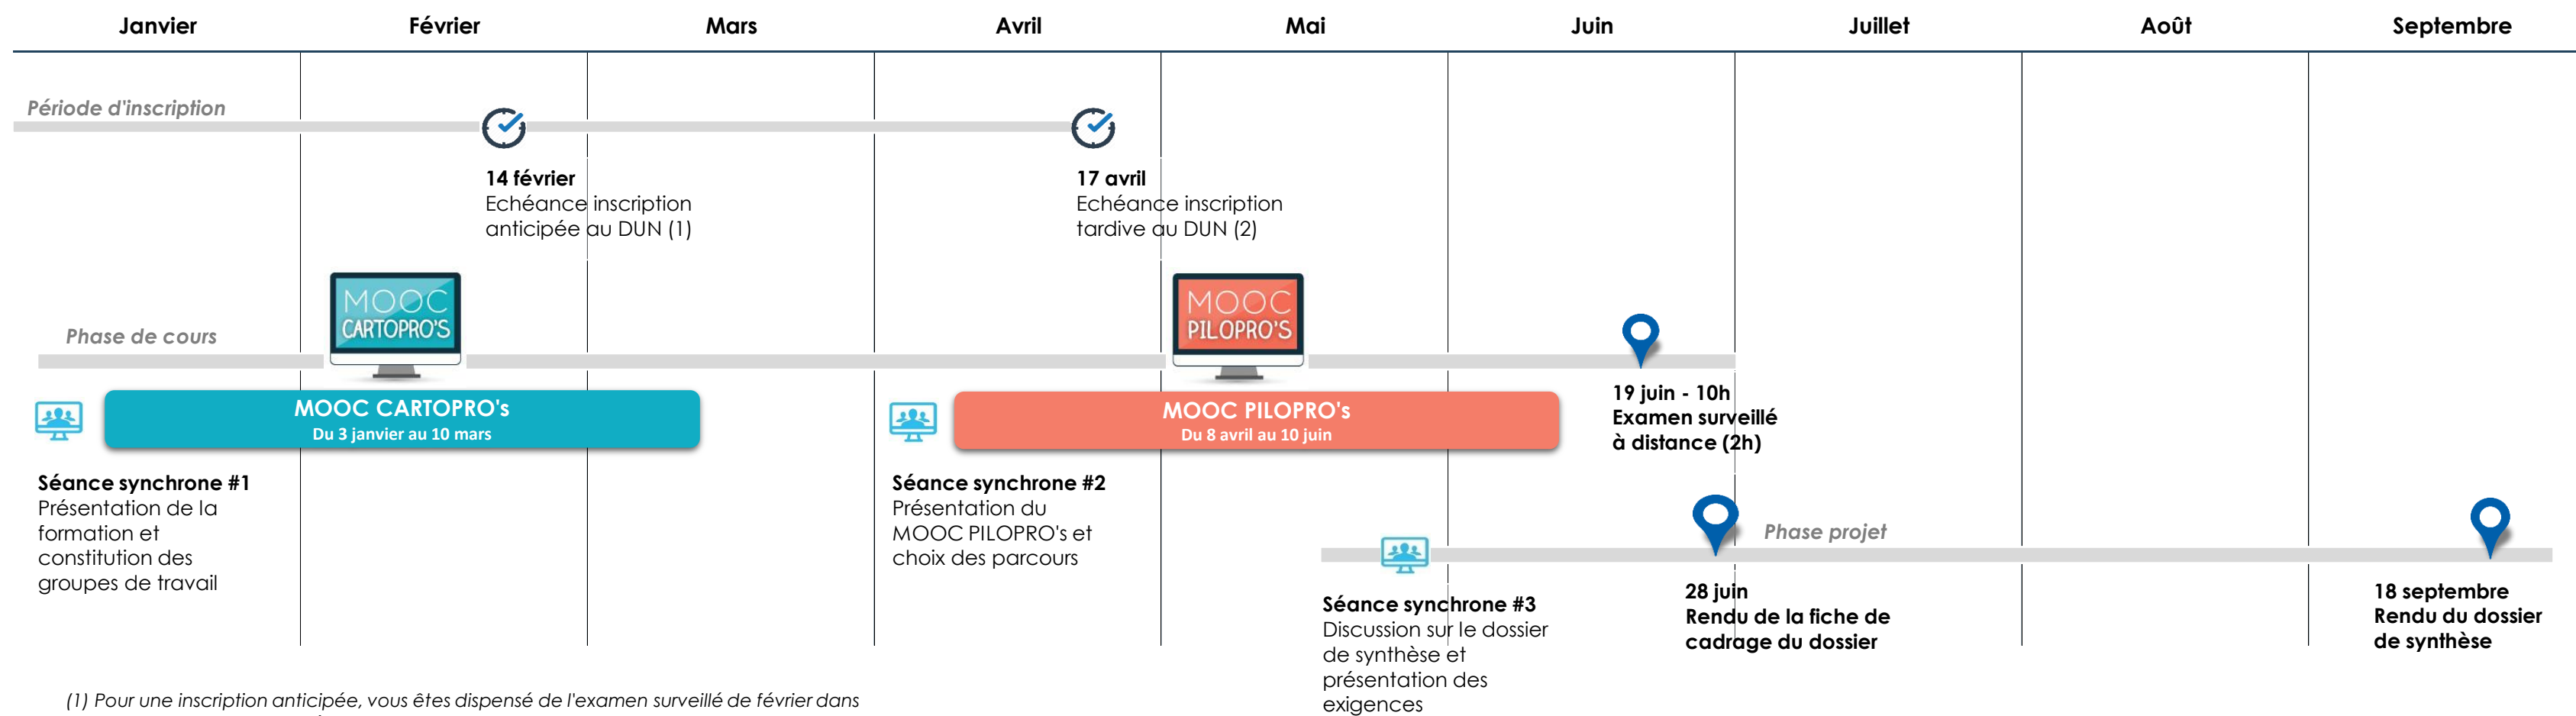 Janvier
Février
Mars
Avril
Mai
Juin
Juillet
Août
Septembre
Période d'inscription
14 février
Echéance inscription
anticipée au DUN (1)
17 avril
Echéance inscription
tardive au DUN (2)
MOOC
CARTOPRO'S
MOOC
PILOPRO'S
Phase de cours
MOOC CARTOPRO's
Du 3 janvier au 10 mars
MOOC PILOPRO's
Du 8 avril au 10 juin
19 juin - 10h
Examen surveillé
à distance (2h)
Séance synchrone #1
Présentation de la
formation et
constitution des
groupes de travail
Séance synchrone #2
Présentation du
MOOC PILOPRO's et
choix des parcours
Phase projet
Séance synchrone #3
Discussion sur le dossier
de synthèse et
présentation des
exigences
28 juin
Rendu de la fiche de
cadrage du dossier
18 septembre
Rendu du dossier
de synthèse
(1) Pour une inscription anticipée, vous êtes dispensé de l'examen surveillé de février dans